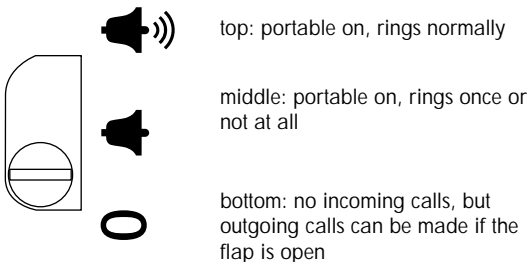 top: portable on, rings normally
middle: portable on, rings once or
not at all
bottom: no incoming calls, but
outgoing calls can be made if the
flap is open